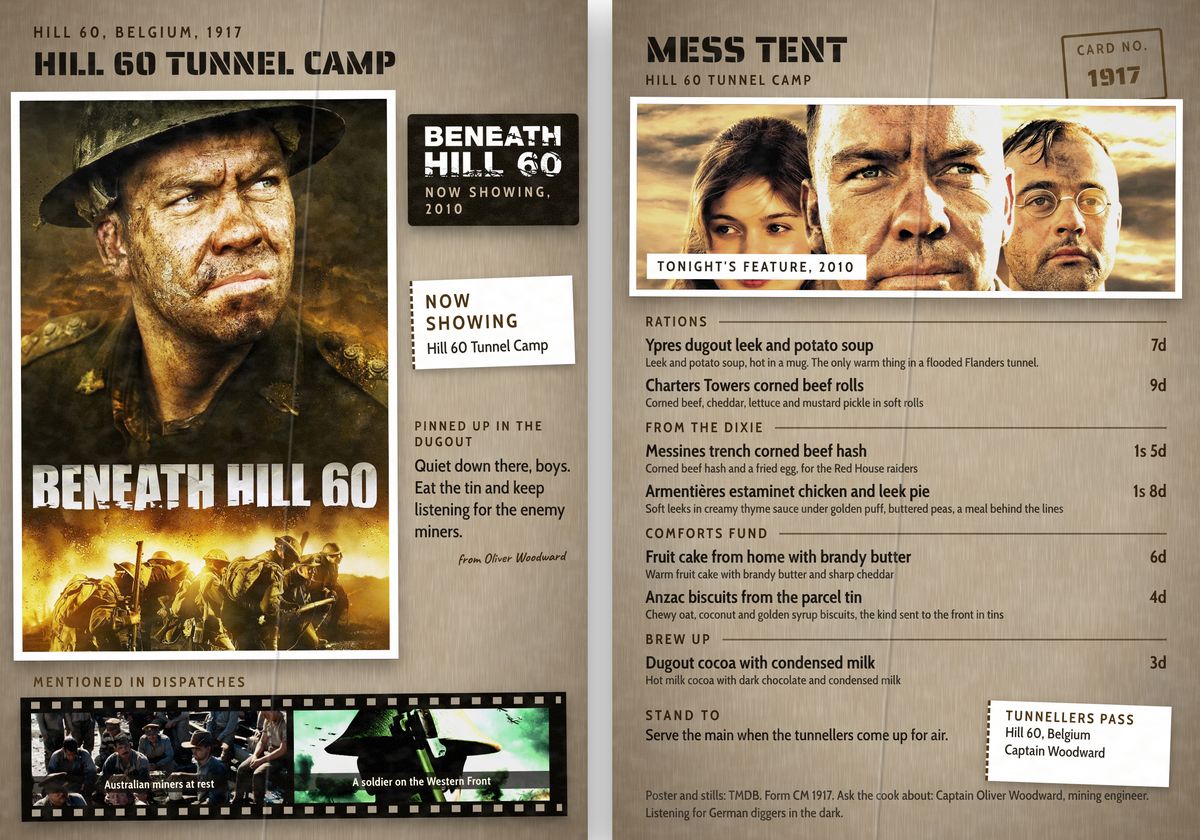 HILL 60, BELGIUM, 1917
HILL 60 TUNNEL CAMP
BENEATH HILL 60
BENEATH
HILL 60
NOW SHOWING,
2010
NOW
SHOWING
Hill 60 Tunnel Camp
PINNED UP IN THE
DUGOUT
Quiet down there, boys.
Eat the tin and keep
listening for the enemy
miners.
from Oliver Woodward
MENTIONED IN DISPATCHES
Australian miners at rest
A soldier on the Western Front
MESS TENT
HILL 60 TUNNEL CAMP
CARD NO.
1917
TONIGHT'S FEATURE, 2010
RATIONS
Ypres dugout leek and potato soup 7d
Leek and potato soup, hot in a mug. The only warm thing in a flooded Flanders tunnel.
Charters Towers corned beef rolls 9d
Corned beef, cheddar, lettuce and mustard pickle in soft rolls
FROM THE DIXIE
Messines trench corned beef hash 1s 5d
Corned beef hash and a fried egg, for the Red House raiders
Armentières estaminet chicken and leek pie 1s 8d
Soft leeks in creamy thyme sauce under golden puff, buttered peas, a meal behind the lines
COMFORTS FUND
Fruit cake from home with brandy butter 6d
Warm fruit cake with brandy butter and sharp cheddar
Anzac biscuits from the parcel tin 4d
Chewy oat, coconut and golden syrup biscuits, the kind sent to the front in tins
BREW UP
Dugout cocoa with condensed milk 3d
Hot milk cocoa with dark chocolate and condensed milk
STAND TO
Serve the main when the tunnellers come up for air.
TUNNELLERS PASS
Hill 60, Belgium
Captain Woodward
Poster and stills: TMDB. Form CM 1917. Ask the cook about: Captain Oliver Woodward, mining engineer.
Listening for German diggers in the dark.